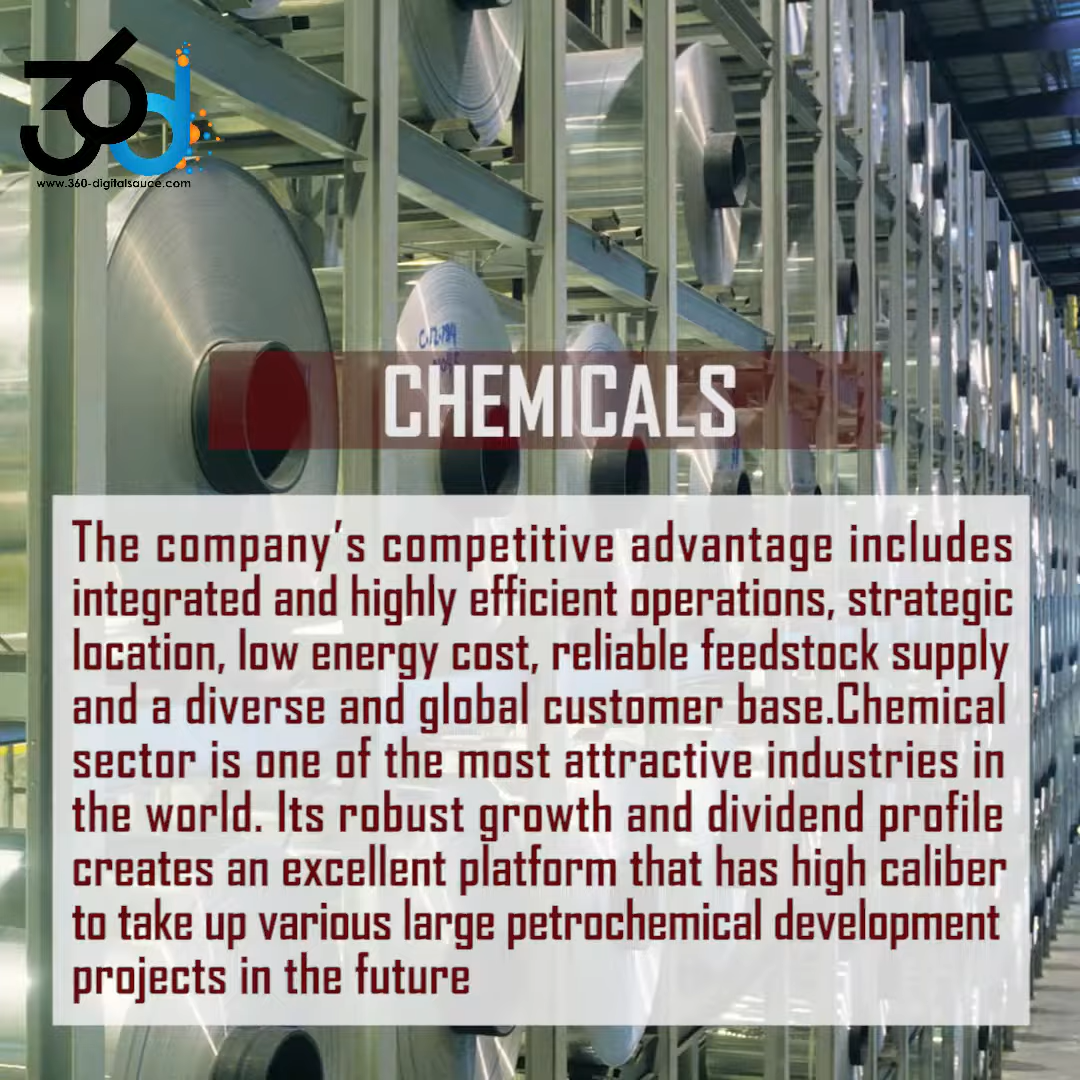 36d
www.360-digitalsauce.com
CHEMICALS
The company’s competitive advantage includes
integrated and highly efficient operations, strategic
location, low energy cost, reliable feedstock supply
and a diverse and global customer base.Chemical
sector is one of the most attractive industries in
the world. Its robust growth and dividend profile
creates an excellent platform that has high caliber
to take up various large petrochemical development
projects in the future